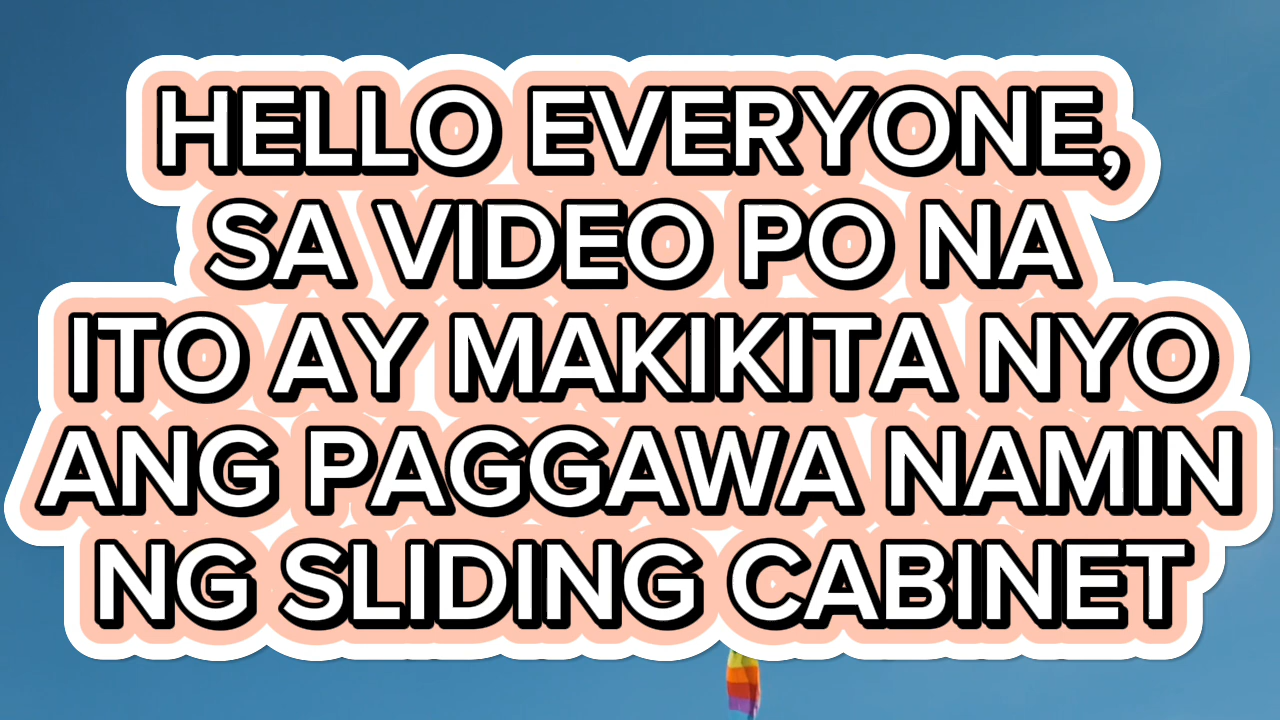 HELLO EVERYONE,
SA VIDEO PO NA
ITO AY MAKIKITA NYO
ANG PAGGAWA NAMIN
NG SLIDING CABINET